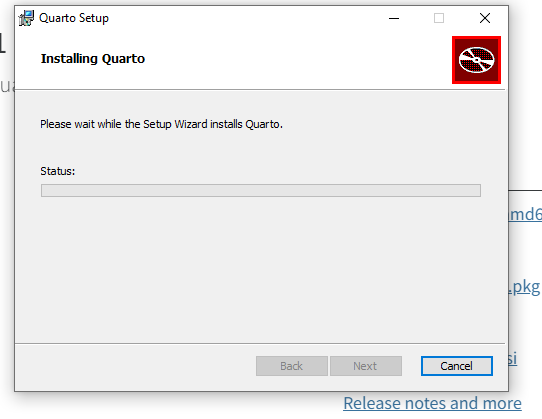 Quarto Setup
Installing Quarto
Please wait while the Setup Wizard installs Quarto.
Status:
md6
.pkg
Back Next Cancel
si
Release notes and more